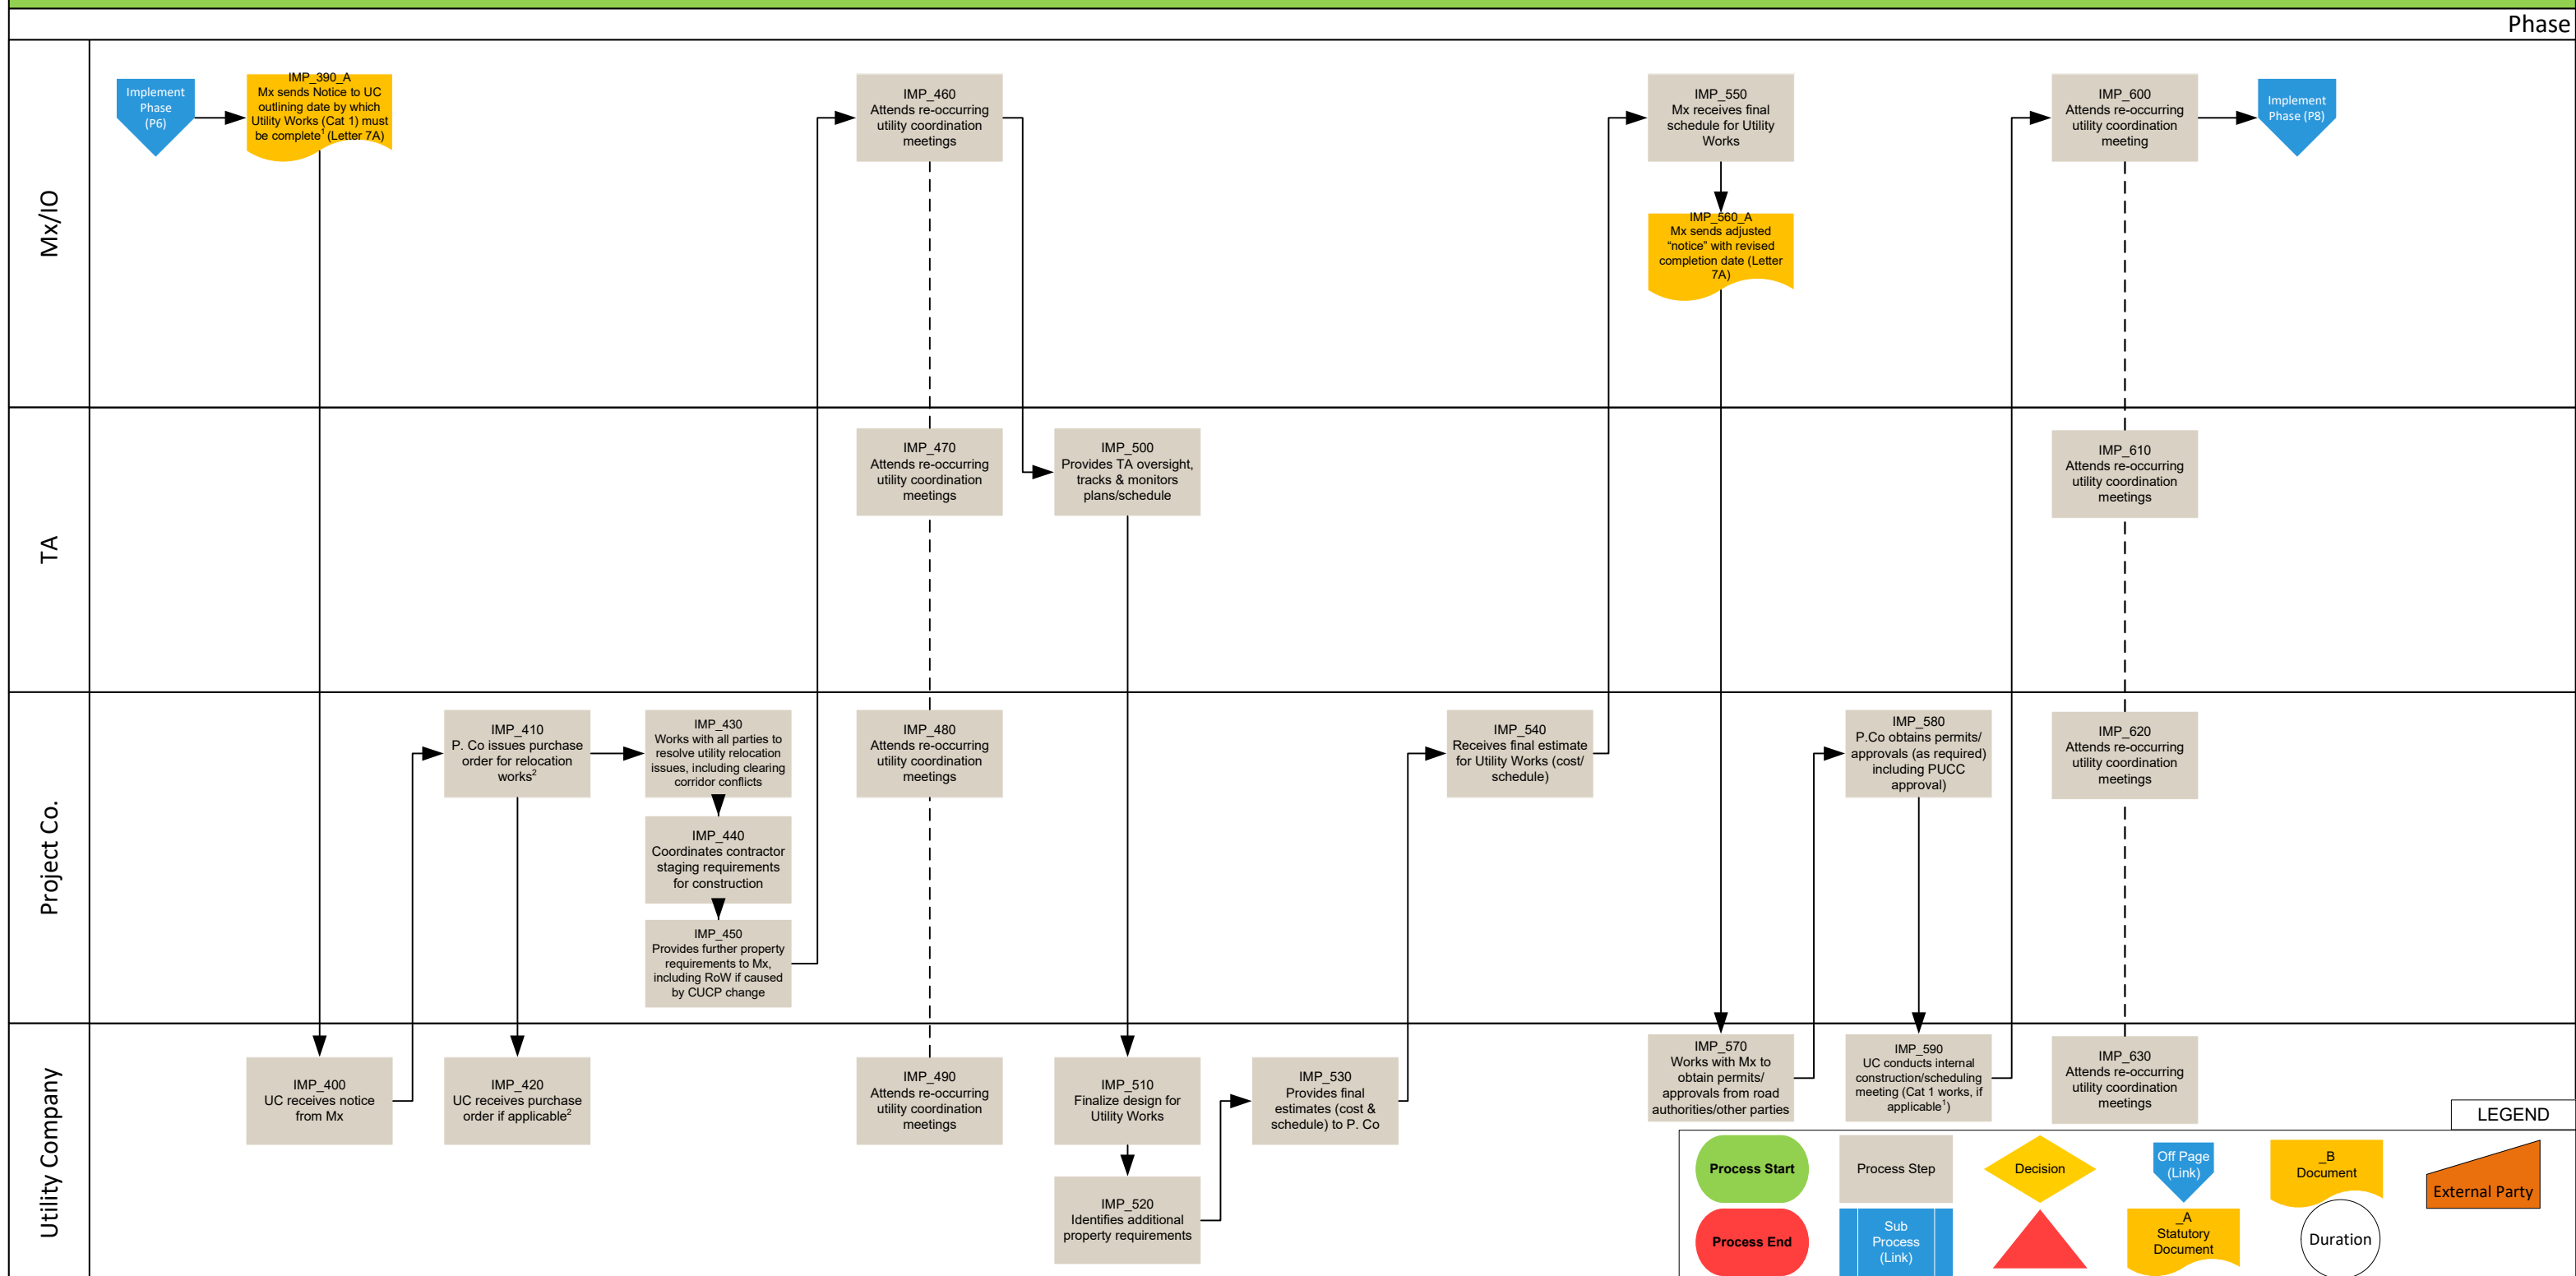 Phase
Mx/IO
Implement
Phase
(P6)
IMP_390_A
Mx sends Notice to UC
outlining date by which
Utility Works (Cat 1) must
be complete¹ (Letter 7A)
IMP_460
Attends re-occurring
utility coordination
meetings
IMP_550
Mx receives final
schedule for Utility
Works
IMP_560_A
Mx sends adjusted
“notice” with revised
completion date (Letter
7A)
IMP_600
Attends re-occurring
utility coordination
meeting
Implement
Phase (P8)
TA
IMP_470
Attends re-occurring
utility coordination
meetings
IMP_500
Provides TA oversight,
tracks & monitors
plans/schedule
IMP_610
Attends re-occurring
utility coordination
meetings
Project Co.
IMP_410
P. Co issues purchase
order for relocation
works²
IMP_430
Works with all parties to
resolve utility relocation
issues, including clearing
corridor conflicts
IMP_440
Coordinates contractor
staging requirements
for construction
IMP_450
Provides further property
requirements to Mx,
including RoW if caused
by CUCP change
IMP_480
Attends re-occurring
utility coordination
meetings
IMP_540
Receives final estimate
for Utility Works (cost/
schedule)
IMP_580
P.Co obtains permits/
approvals (as required)
including PUCC
approval)
IMP_620
Attends re-occurring
utility coordination
meetings
Utility Company
IMP_400
UC receives notice
from Mx
IMP_420
UC receives purchase
order if applicable²
IMP_490
Attends re-occurring
utility coordination
meetings
IMP_510
Finalize design for
Utility Works
IMP_520
Identifies additional
property requirements
IMP_530
Provides final
estimates (cost &
schedule) to P. Co
IMP_570
Works with Mx to
obtain permits/
approvals from road
authorities/other parties
IMP_590
UC conducts internal
construction/scheduling
meeting (Cat 1 works, if
applicable¹)
IMP_630
Attends re-occurring
utility coordination
meetings
LEGEND
Process Start
Process Step
Decision
Off Page
(Link)
_B
Document
External Party
Process End
Sub
Process
(Link)
_A
Statutory
Document
Duration